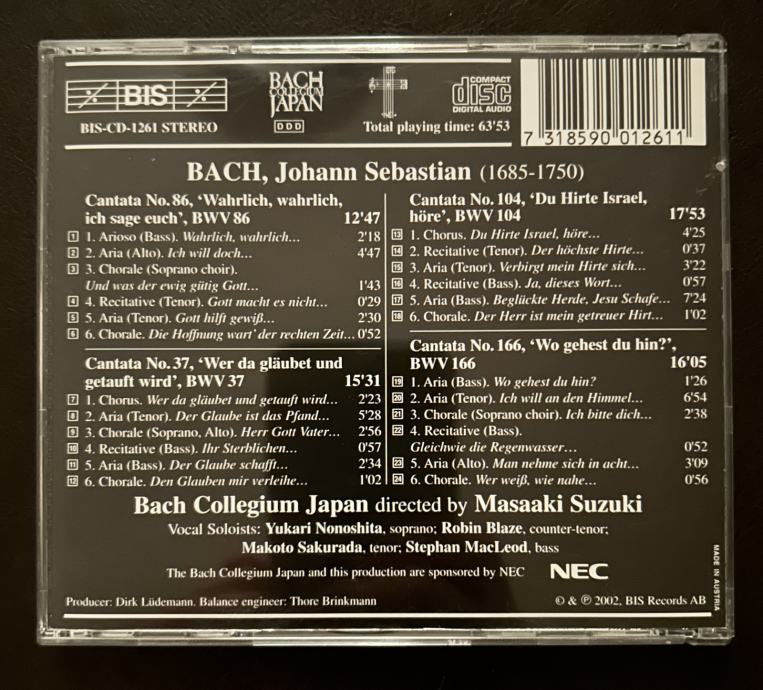 BIS
BACH
COLLEGIUM
JAPAN
COMPACT
disc
DIGITAL AUDIO
BIS-CD-1261 STEREO
DDD
Total playing time: 63'53
7 318590 012611
BACH, Johann Sebastian (1685-1750)
Cantata No. 86, ‘Wahrlich, wahrlich,
ich sage euch’, BWV 86 12'47
1 1. Arioso (Bass). Wahrlich, wahrlich… 2'18
2 2. Aria (Alto). Ich will doch… 4'47
3 3. Chorale (Soprano choir).
Und was der ewig gütig Gott… 1'43
4 4. Recitative (Tenor). Gott macht es nicht… 0'29
5 5. Aria (Tenor). Gott hilft gewiß… 2'30
6 6. Chorale. Die Hoffnung wart' der rechten Zeit… 0'52
Cantata No. 37, ‘Wer da gläubet und
getauft wird’, BWV 37 15'31
7 1. Chorus. Wer da gläubet und getauft wird… 2'23
8 2. Aria (Tenor). Der Glaube ist das Pfand… 5'28
9 3. Chorale (Soprano, Alto). Herr Gott Vater… 2'56
10 4. Recitative (Bass). Ihr Sterblichen… 0'57
11 5. Aria (Bass). Der Glaube schafft… 2'34
12 6. Chorale. Den Glauben mir verleihe… 1'02
Cantata No. 104, ‘Du Hirte Israel,
höre’, BWV 104 17'53
13 1. Chorus. Du Hirte Israel, höre… 4'25
14 2. Recitative (Tenor). Der höchste Hirte… 0'37
15 3. Aria (Tenor). Verbirgt mein Hirte sich… 3'22
16 4. Recitative (Bass). Ja, dieses Wort… 0'57
17 5. Aria (Bass). Beglückte Herde, Jesu Schafe… 7'24
18 6. Chorale. Der Herr ist mein getreuer Hirt… 1'02
Cantata No. 166, ‘Wo gehest du hin?’,
BWV 166 16'05
19 1. Aria (Bass). Wo gehest du hin? 1'26
20 2. Aria (Tenor). Ich will an den Himmel… 6'54
21 3. Chorale (Soprano choir). Ich bitte dich… 2'38
22 4. Recitative (Bass).
Gleichwie die Regenwasser… 0'52
23 5. Aria (Alto). Man nehme sich in acht… 3'09
24 6. Chorale. Wer weiß, wie nahe… 0'56
Bach Collegium Japan directed by Masaaki Suzuki
Vocal Soloists: Yukari Nonoshita, soprano; Robin Blaze, counter-tenor;
Makoto Sakurada, tenor; Stephan MacLeod, bass
The Bach Collegium Japan and this production are sponsored by NEC NEC
Producer: Dirk Lüdemann. Balance engineer: Thore Brinkmann
© & ℗ 2002, BIS Records AB
MADE IN AUSTRIA